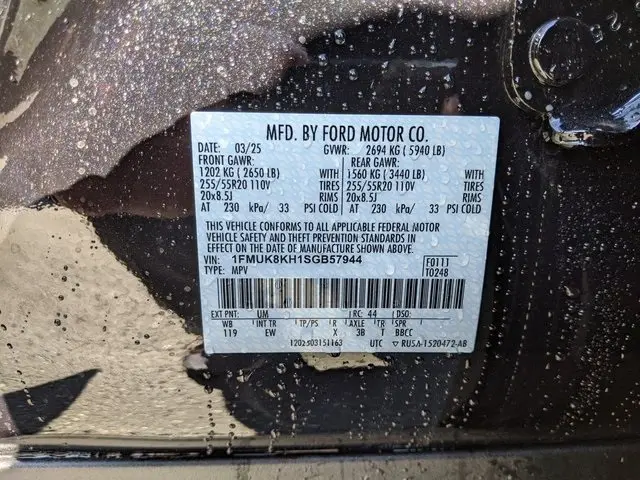 MFD. BY FORD MOTOR CO.
DATE: 03/25 GVWR: 2694 KG ( 5940 LB)
FRONT GAWR: REAR GAWR:
1202 KG ( 2650 LB) WITH 1560 KG ( 3440 LB) WITH
255/55R20 110V TIRES 255/55R20 110V TIRES
20x8.5J RIMS 20x8.5J RIMS
AT 230 kPa/ 33 PSI COLD AT 230 kPa/ 33 PSI COLD
THIS VEHICLE CONFORMS TO ALL APPLICABLE FEDERAL MOTOR
VEHICLE SAFETY AND THEFT PREVENTION STANDARDS IN
EFFECT ON THE DATE OF MANUFACTURE SHOWN ABOVE.
VIN: 1FMUK8KH1SGB57944 F0111
TYPE: MPV T0248
EXT PNT: UM RC: 44 DSO:
WB INT TR TP/PS R AXLE TR SPR
119 EW X 3B T BBCC
UTC ▽ RU5A-1520472-AB